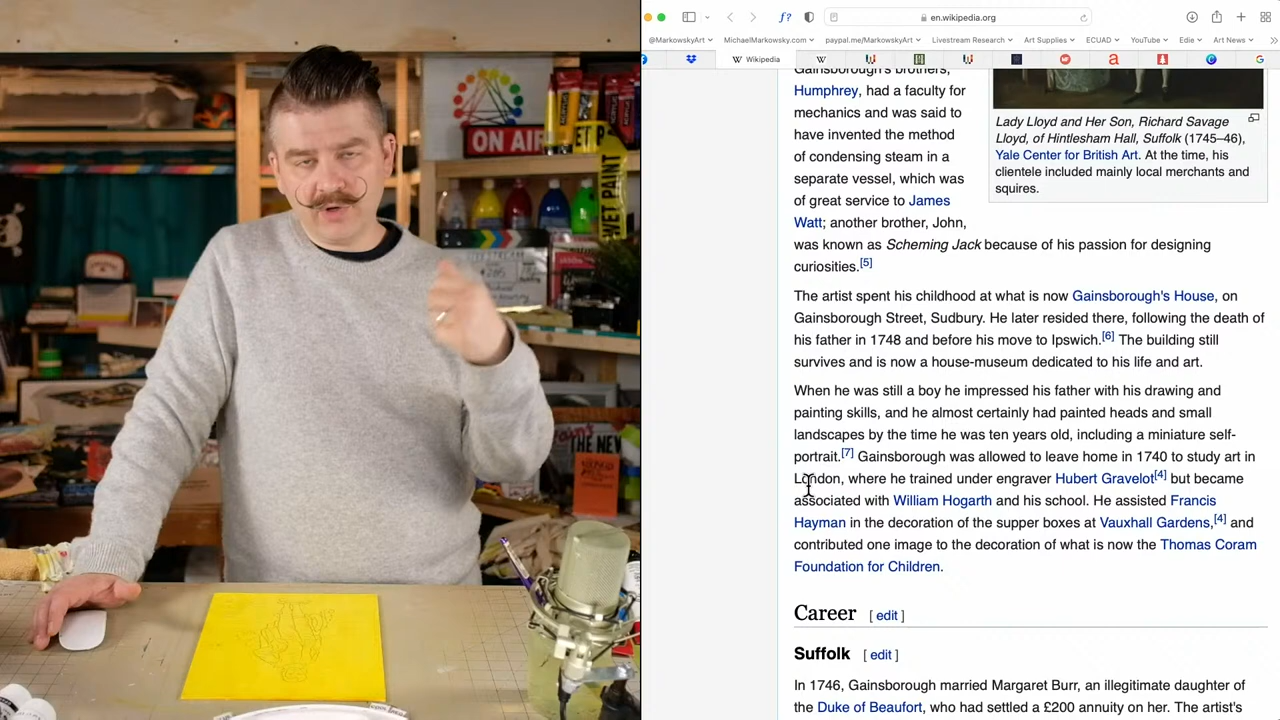 f?
en.wikipedia.org
@MarkowskyArt
MichaelMarkowsky.com
paypal.me/MarkowskyArt
Livestream Research
Art Supplies
ECUAD
YouTube
Edie
Art News
Wikipedia
Gainsborough's brothers,
Humphrey, had a faculty for
mechanics and was said to
have invented the method
of condensing steam in a
separate vessel, which was
of great service to James
Watt; another brother, John,
was known as Scheming Jack because of his passion for designing
curiosities.[5]
Lady Lloyd and Her Son, Richard Savage
Lloyd, of Hintlesham Hall, Suffolk (1745–46),
Yale Center for British Art. At the time, his
clientele included mainly local merchants and
squires.
The artist spent his childhood at what is now Gainsborough's House, on
Gainsborough Street, Sudbury. He later resided there, following the death of
his father in 1748 and before his move to Ipswich.[6] The building still
survives and is now a house-museum dedicated to his life and art.
When he was still a boy he impressed his father with his drawing and
painting skills, and he almost certainly had painted heads and small
landscapes by the time he was ten years old, including a miniature self-
portrait.[7] Gainsborough was allowed to leave home in 1740 to study art in
London, where he trained under engraver Hubert Gravelot[4] but became
associated with William Hogarth and his school. He assisted Francis
Hayman in the decoration of the supper boxes at Vauxhall Gardens,[4] and
contributed one image to the decoration of what is now the Thomas Coram
Foundation for Children.
Career [ edit ]
Suffolk [ edit ]
In 1746, Gainsborough married Margaret Burr, an illegitimate daughter of
the Duke of Beaufort, who had settled a £200 annuity on her. The artist's
ON AIR
WET PAINT
THE NEW